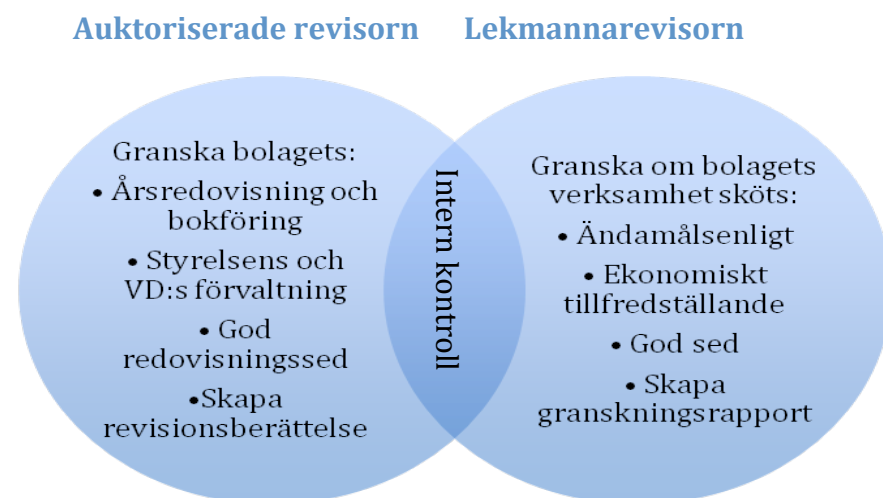 Auktoriserade revisorn
Lekmannarevisorn
Granska bolagets:
• Årsredovisning och
bokföring
• Styrelsens och
VD:s förvaltning
• God
redovisningssed
•Skapa
revisionsberättelse
Intern kontroll
Granska om bolagets
verksamhet sköts:
• Ändamålsenligt
• Ekonomiskt
tillfredställande
• God sed
• Skapa
granskningsrapport